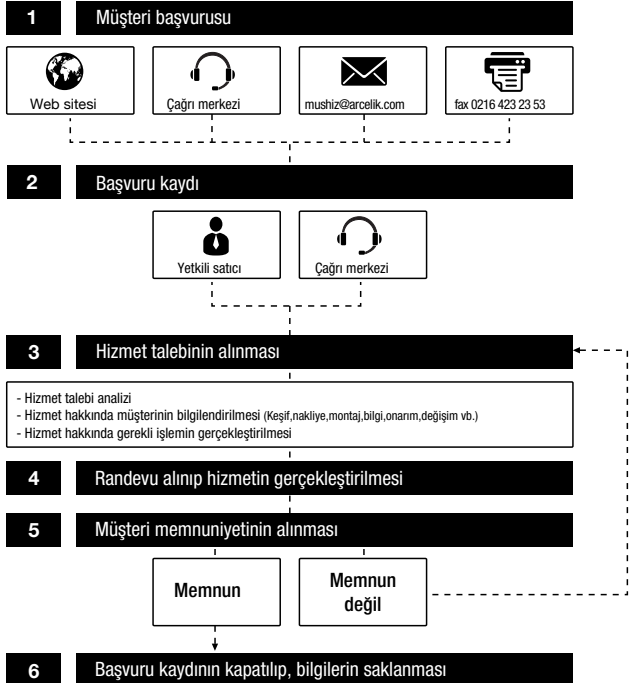 1 Müşteri başvurusu
Web sitesi
Çağrı merkezi
mushiz@arcelik.com
fax 0216 423 23 53
2 Başvuru kaydı
Yetkili satıcı
Çağrı merkezi
3 Hizmet talebinin alınması
- Hizmet talebi analizi
- Hizmet hakkında müşterinin bilgilendirilmesi (Keşif,nakliye,montaj,bilgi,onarım,değişim vb.)
- Hizmet hakkında gerekli işlemin gerçekleştirilmesi
4 Randevu alınıp hizmetin gerçekleştirilmesi
5 Müşteri memnuniyetinin alınması
Memnun
Memnun
değil
6 Başvuru kaydının kapatılıp, bilgilerin saklanması